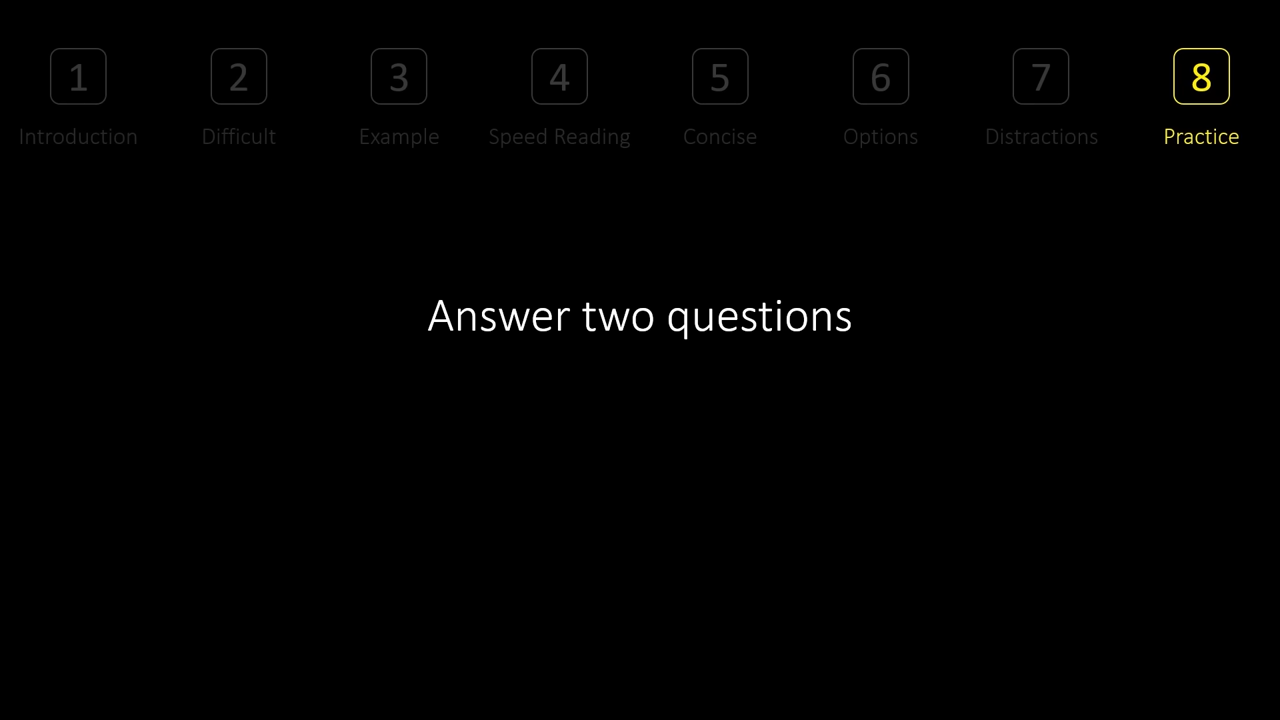 1 2 3 4 5 6 7 8
Introduction Difficult Example Speed Reading Concise Options Distractions Practice
Answer two questions